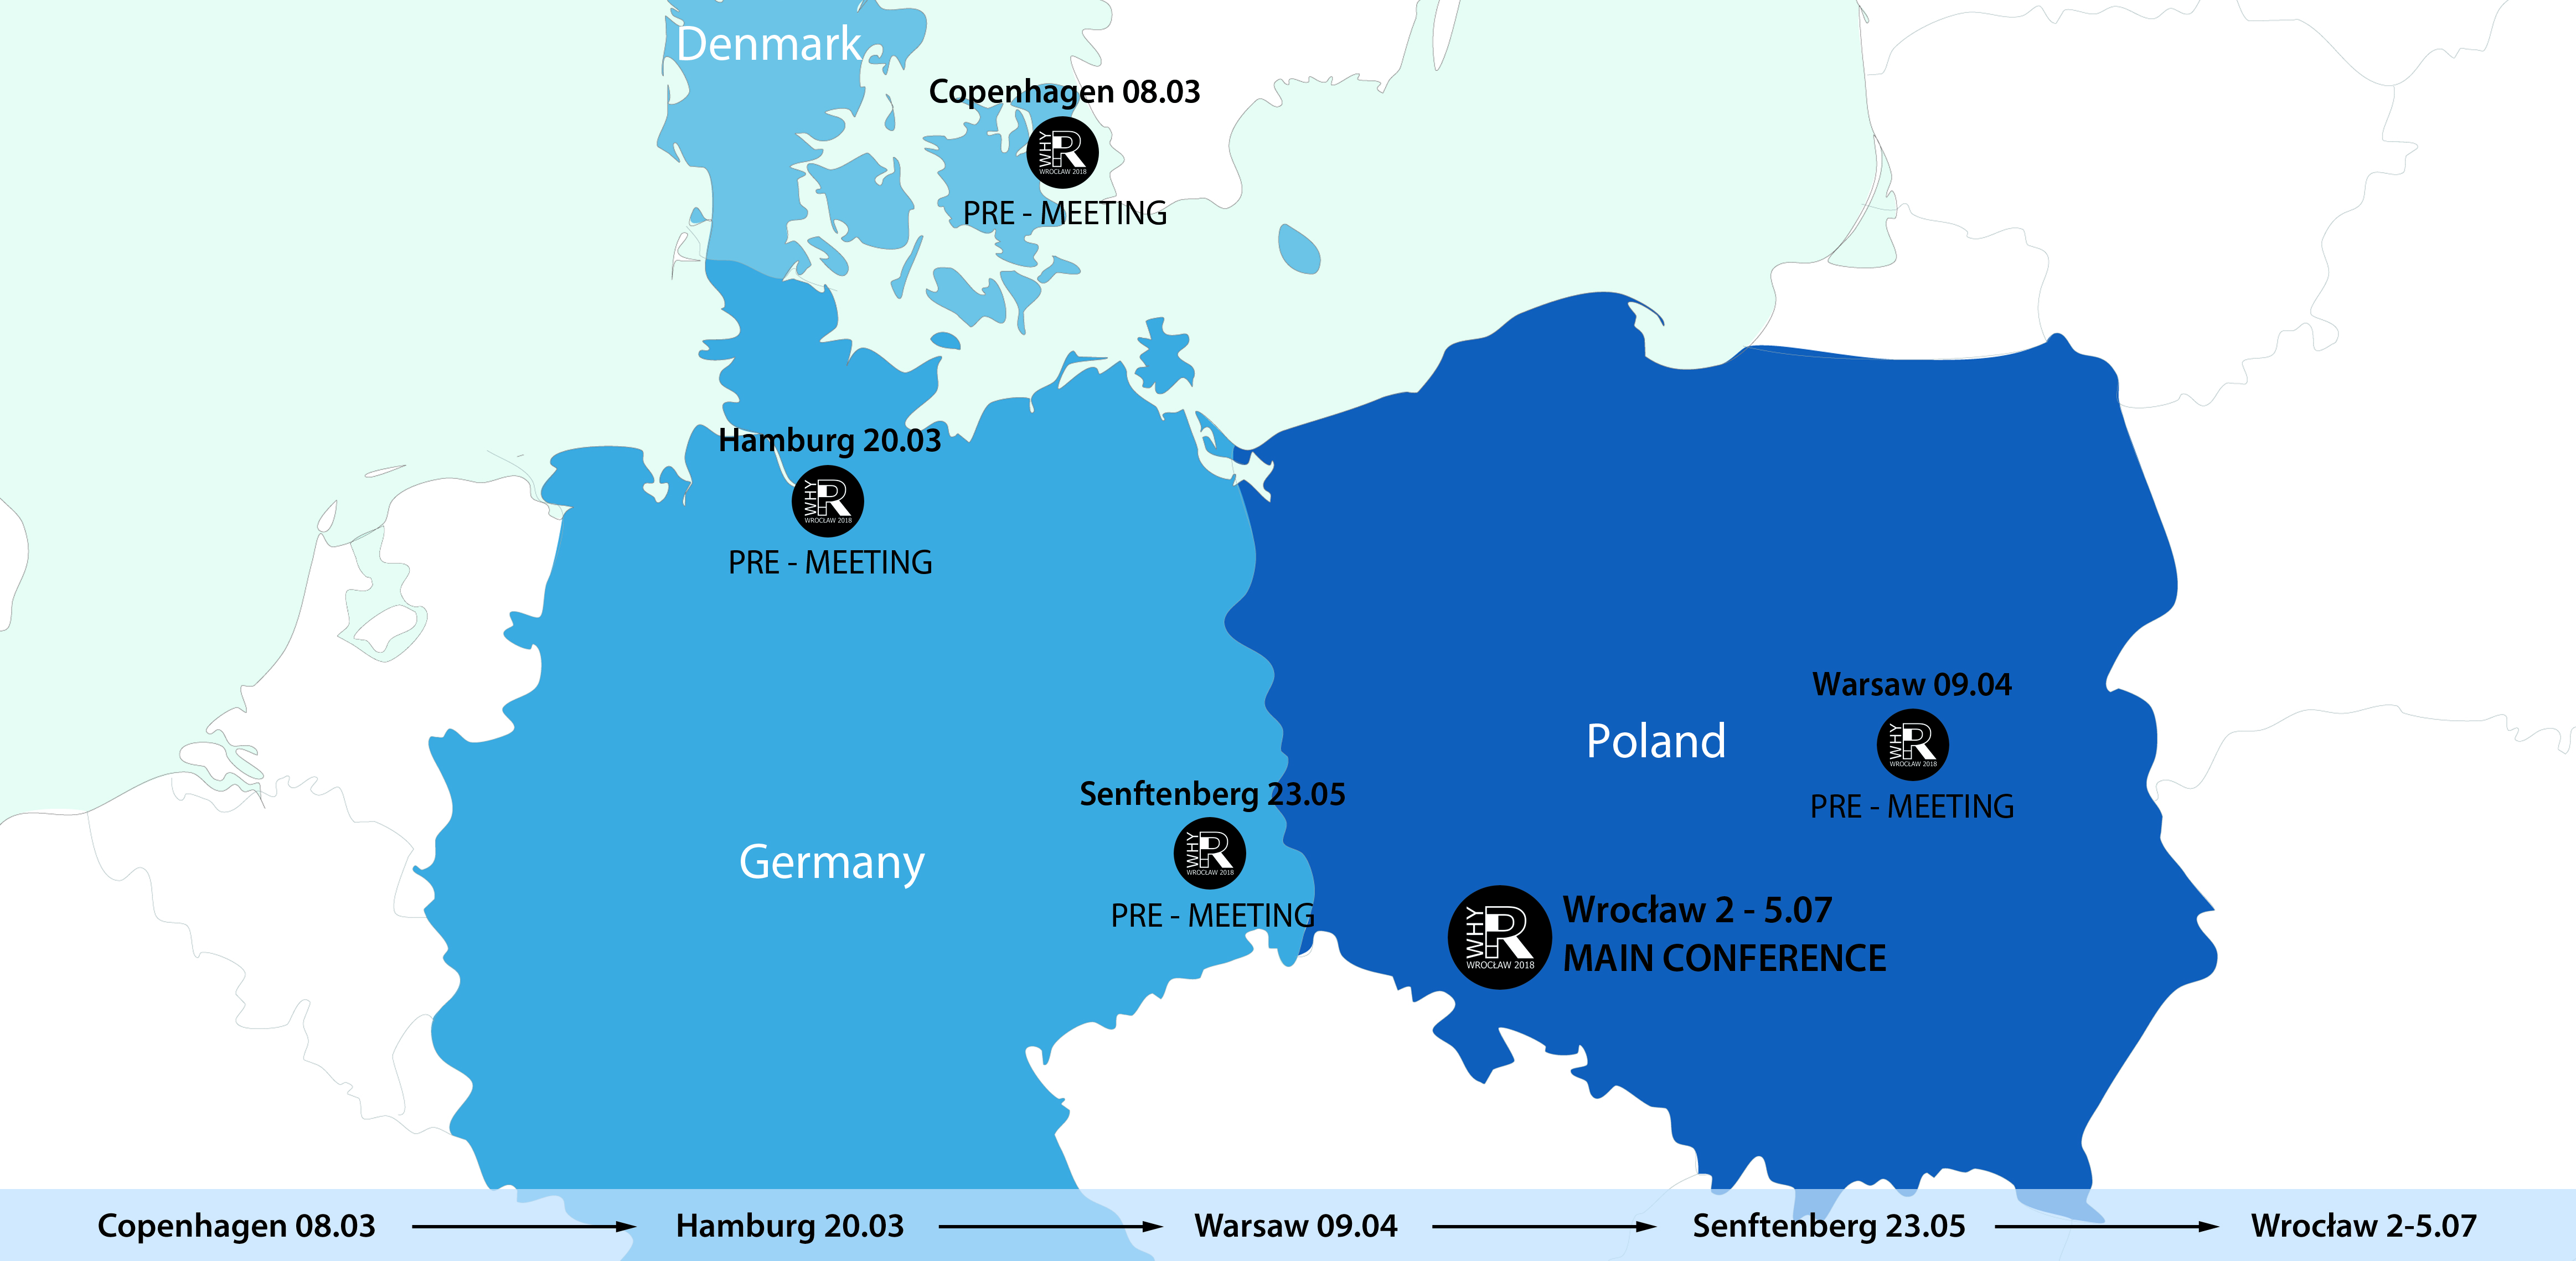 Denmark
Copenhagen 08.03
WHY R
WROCŁAW 2018
PRE - MEETING
Hamburg 20.03
WHY R
WROCŁAW 2018
PRE - MEETING
Warsaw 09.04
Poland
WHY R
WROCŁAW 2018
PRE - MEETING
Senftenberg 23.05
Germany
WHY R
WROCŁAW 2018
PRE - MEETING
WHY R
WROCŁAW 2018
Wrocław 2 - 5.07
MAIN CONFERENCE
Copenhagen 08.03 Hamburg 20.03 Warsaw 09.04 Senftenberg 23.05 Wrocław 2-5.07